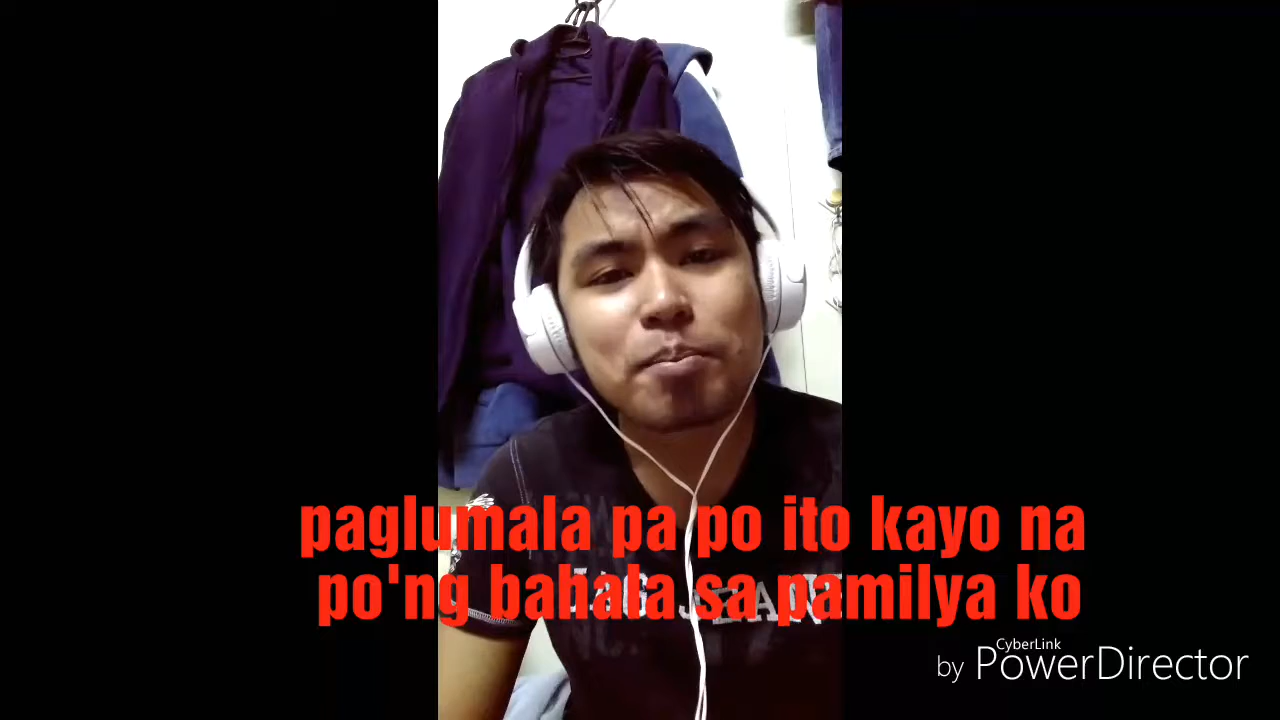 paglumala pa po ito kayo na
po'ng bahala sa pamilya ko
CyberLink
by PowerDirector